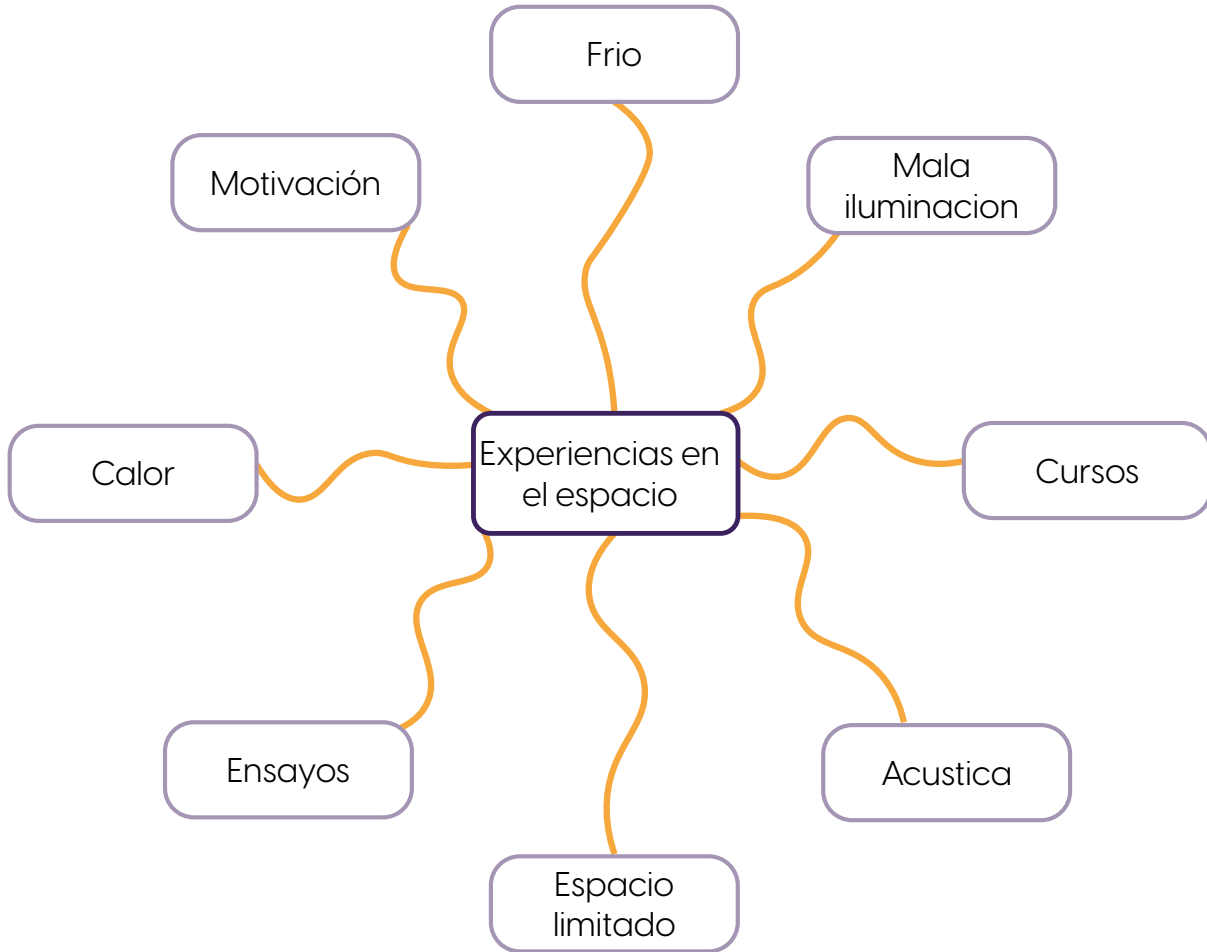 Frio
Motivación
Mala
iluminacion
Experiencias en
el espacio
Calor
Cursos
Ensayos
Acustica
Espacio
limitado